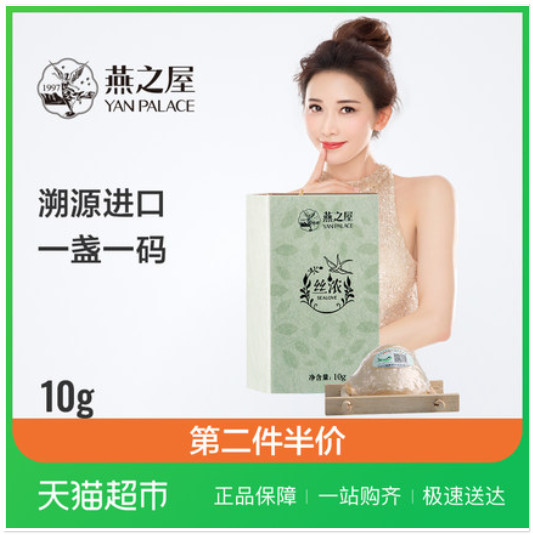 1997
燕之屋
YAN PALACE
溯源进口
一盏一码
燕之屋
YAN PALACE
丝浓
净含量：10g
10g
第二件半价
天猫超市
正品保障
一站购齐
极速送达